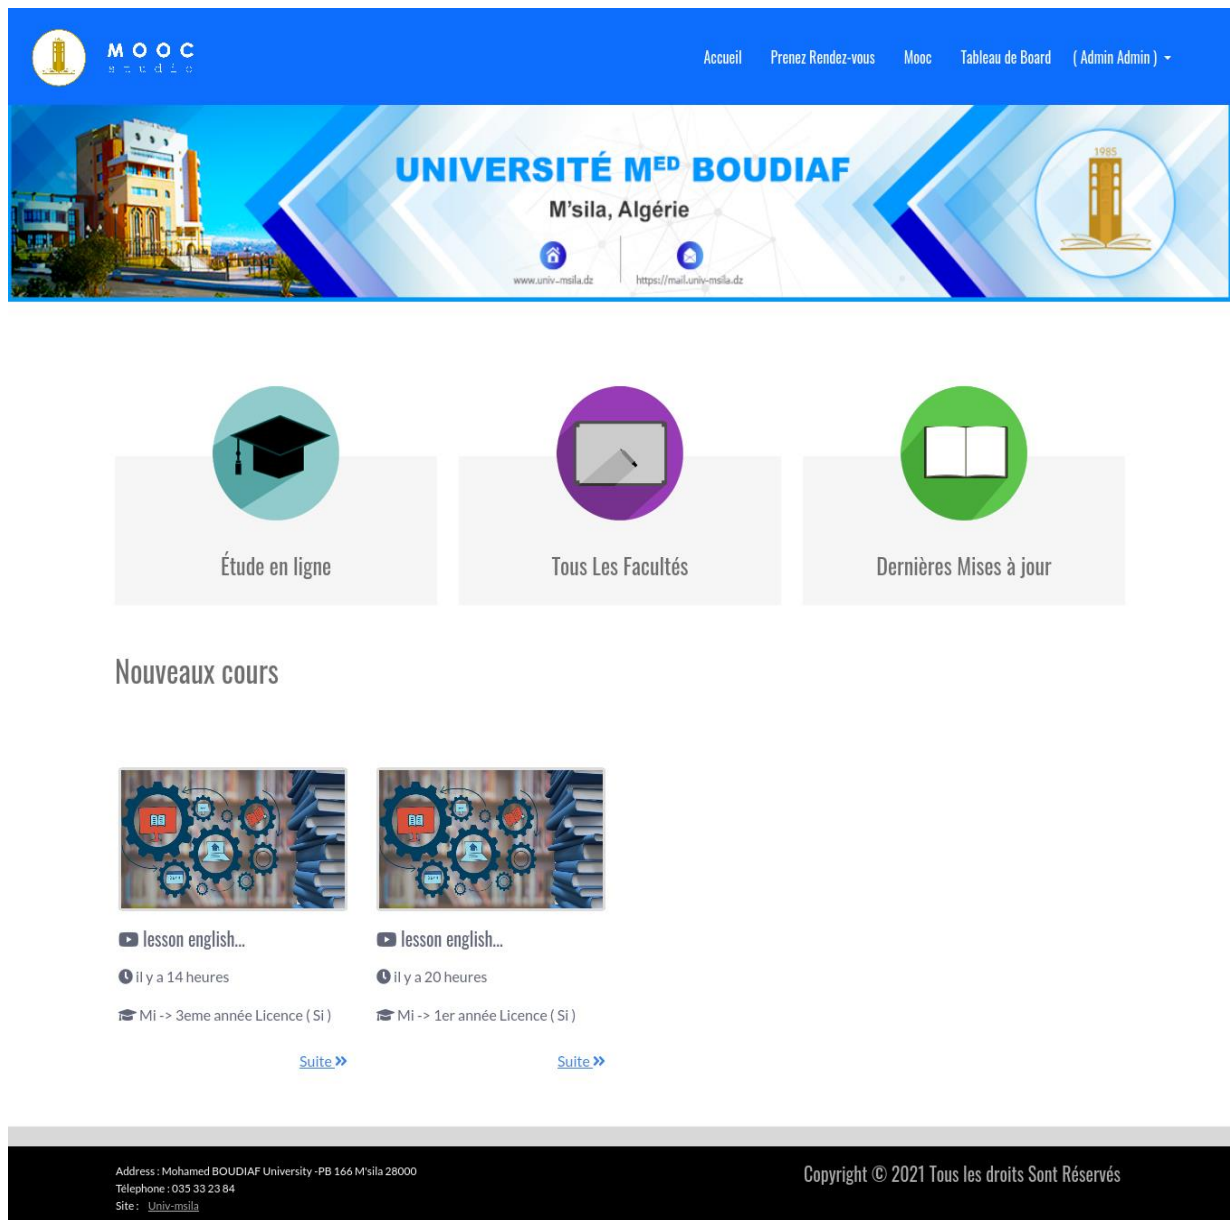 MOOC
studio
Accueil Prenez Rendez-vous Mooc Tableau de Board ( Admin Admin )
UNIVERSITÉ MED BOUDIAF
M'sila, Algérie
www.univ-msila.dz https://mail.univ-msila.dz
1985
Étude en ligne
Tous Les Facultés
Dernières Mises à jour
Nouveaux cours
lesson english...
il y a 14 heures
Mi -> 3eme année Licence ( Si )
Suite
lesson english...
il y a 20 heures
Mi -> 1er année Licence ( Si )
Suite
Address : Mohamed BOUDIAF University -PB 166 M'sila 28000
Télephone : 035 33 23 84
Site : Univ-msila
Copyright © 2021 Tous les droits Sont Réservés